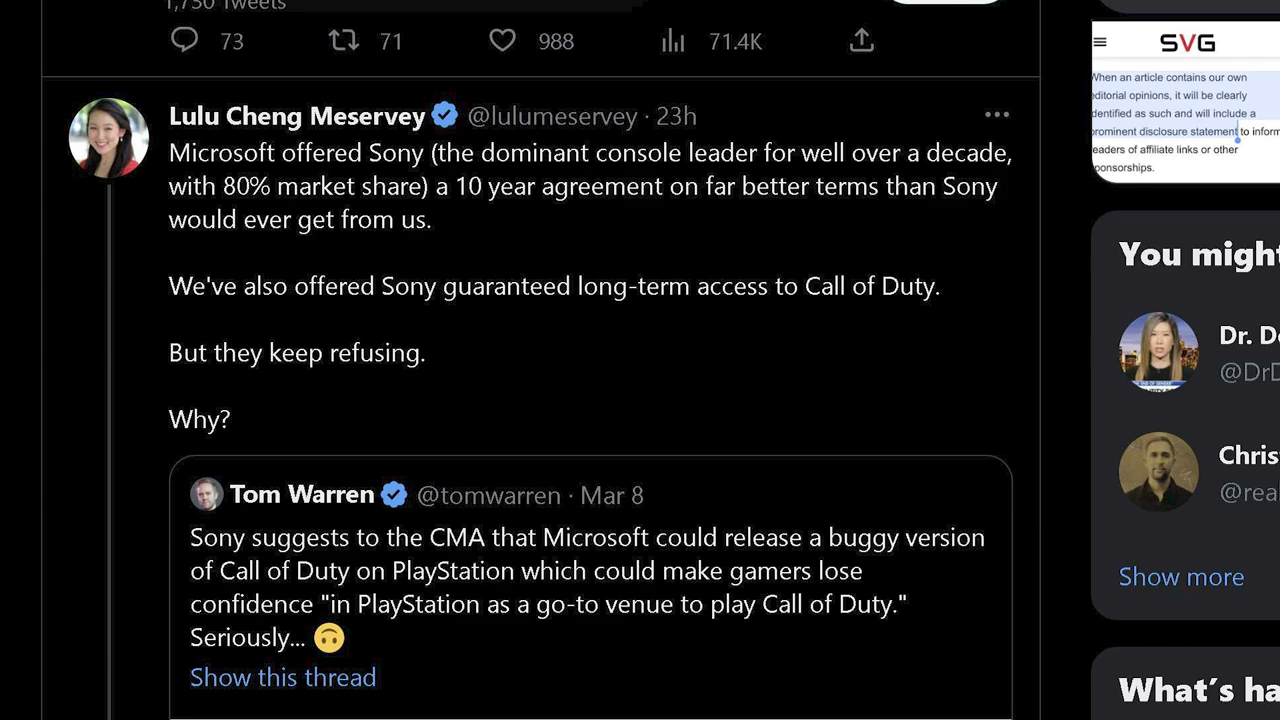 1,730 Tweets
73 71 988 71.4K
Lulu Cheng Meservey @lulumeservey · 23h
Microsoft offered Sony (the dominant console leader for well over a decade,
with 80% market share) a 10 year agreement on far better terms than Sony
would ever get from us.
We've also offered Sony guaranteed long-term access to Call of Duty.
But they keep refusing.
Why?
Tom Warren @tomwarren · Mar 8
Sony suggests to the CMA that Microsoft could release a buggy version
of Call of Duty on PlayStation which could make gamers lose
confidence "in PlayStation as a go-to venue to play Call of Duty."
Seriously... 🙃
Show this thread
SVG
When an article contains our own
editorial opinions, it will be clearly
identified as such and will include a
prominent disclosure statement to inform
readers of affiliate links or other
sponsorships.
You might
Dr. D
@DrD
Chris
@rea
Show more
What's ha